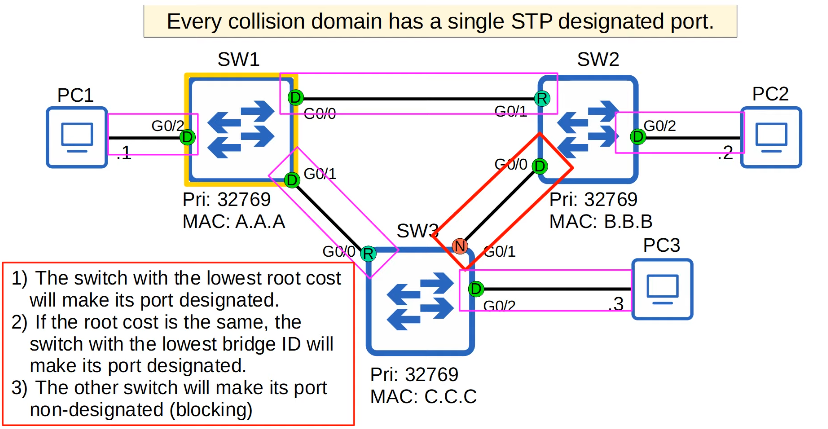 Every collision domain has a single STP designated port.
SW1
SW2
PC1
PC2
G0/2
D
D
G0/0
R
G0/1
D
G0/2
.1
.2
G0/0
D
D
G0/1
Pri: 32769
MAC: A.A.A
Pri: 32769
MAC: B.B.B
SW3
G0/0
R
N
G0/1
PC3
D
G0/2
.3
Pri: 32769
MAC: C.C.C
1) The switch with the lowest root cost
will make its port designated.
2) If the root cost is the same, the
switch with the lowest bridge ID will
make its port designated.
3) The other switch will make its port
non-designated (blocking)